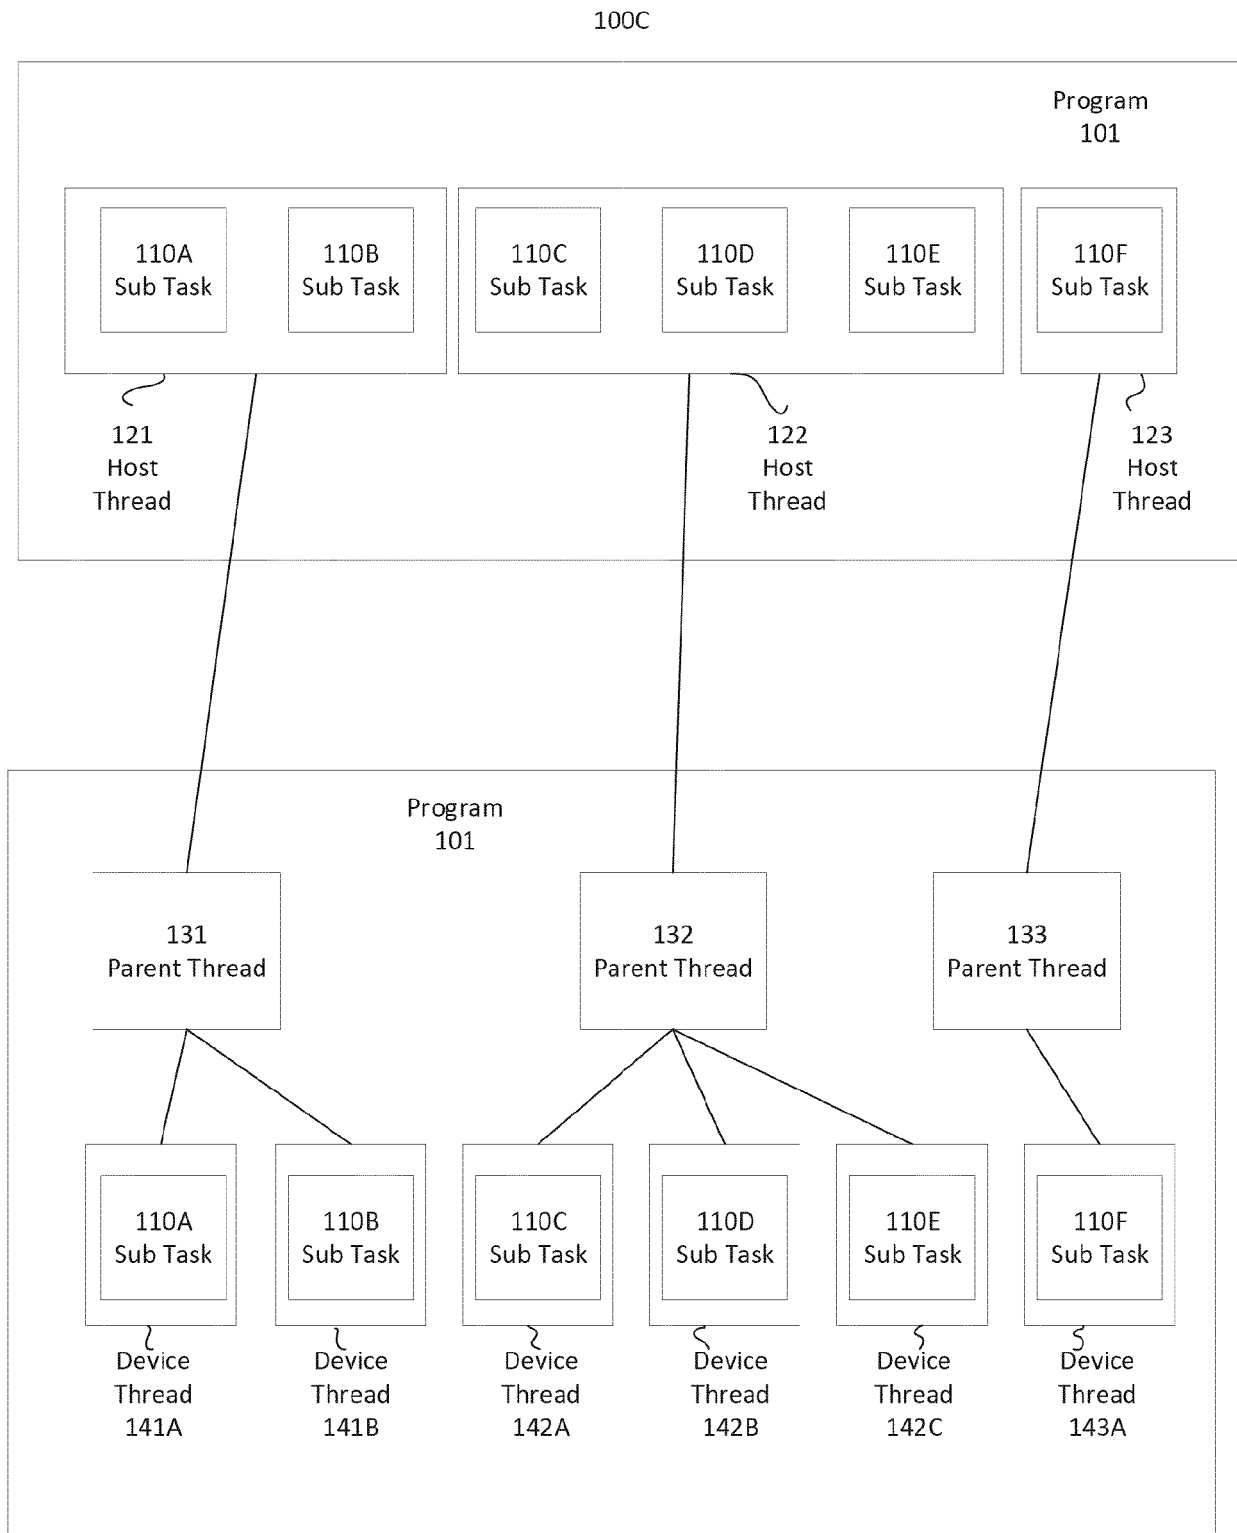 100C
Program
101
110A
Sub Task
110B
Sub Task
110C
Sub Task
110D
Sub Task
110E
Sub Task
110F
Sub Task
121
Host
Thread
122
Host
Thread
123
Host
Thread
Program
101
131
Parent Thread
132
Parent Thread
133
Parent Thread
110A
Sub Task
110B
Sub Task
110C
Sub Task
110D
Sub Task
110E
Sub Task
110F
Sub Task
Device
Thread
141A
Device
Thread
141B
Device
Thread
142A
Device
Thread
142B
Device
Thread
142C
Device
Thread
143A